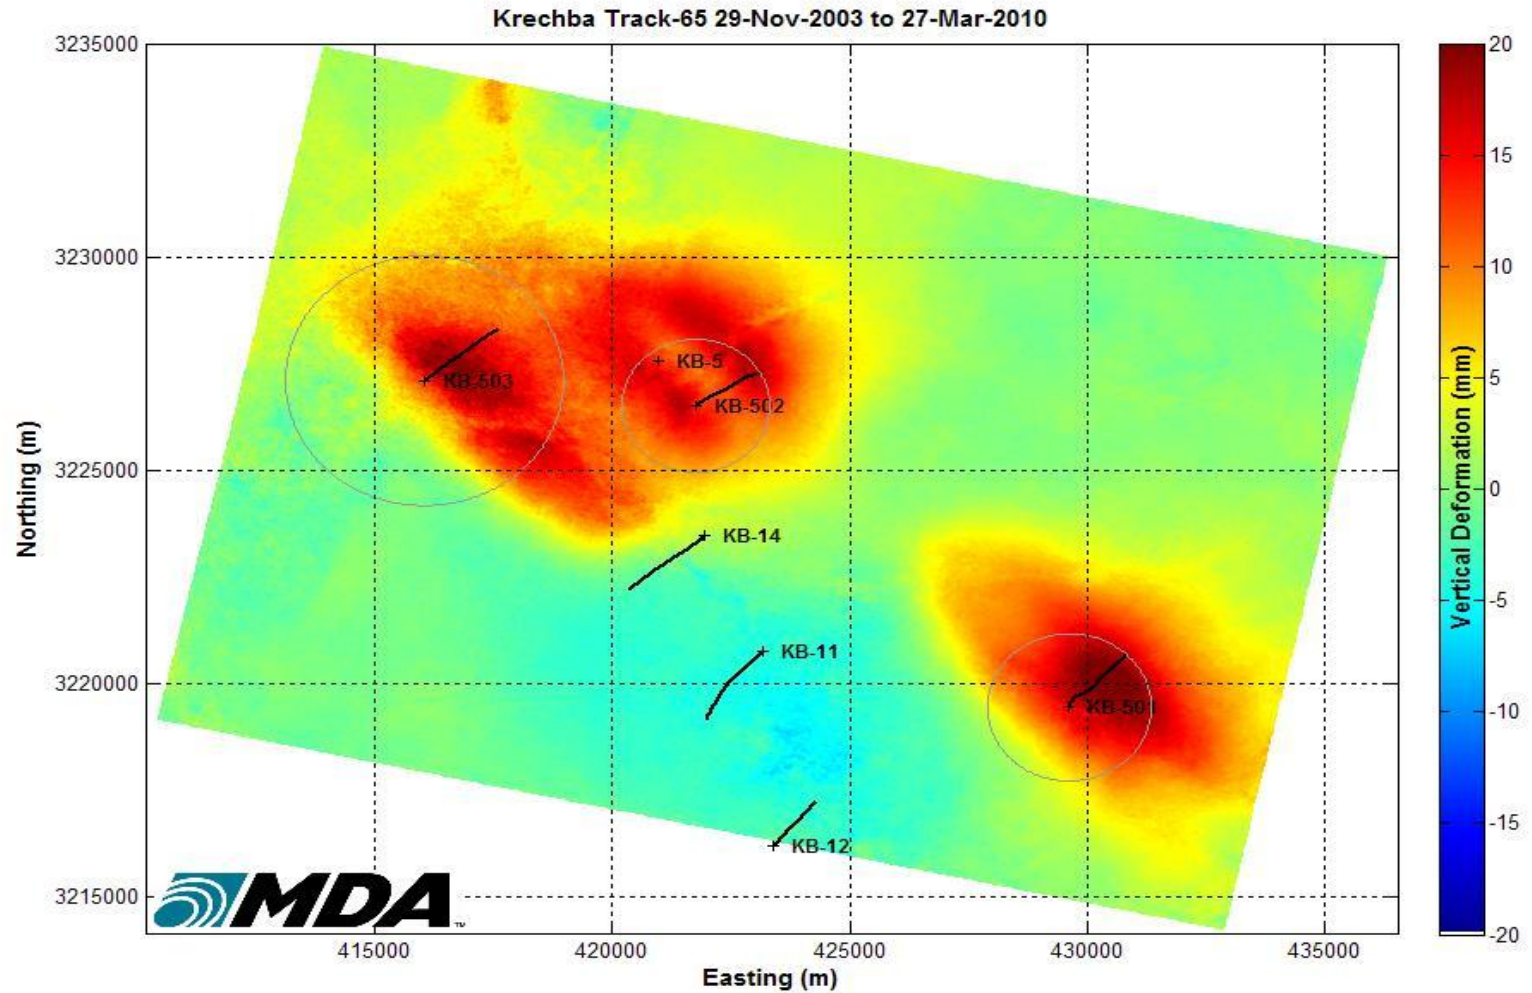 Krechba Track-65 29-Nov-2003 to 27-Mar-2010
3235000
3230000
3225000
3220000
3215000
Northing (m)
KB-5
KB-503
KB-502
KB-14
KB-11
KB-501
KB-12
MDA
TM
415000
420000
425000
430000
435000
Easting (m)
20
15
10
5
0
-5
-10
-15
-20
Vertical Deformation (mm)